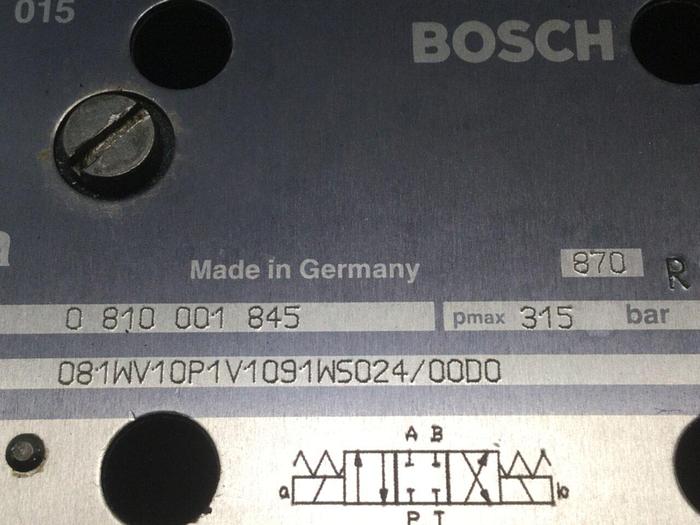 015
BOSCH
a
Made in Germany
870 R
0 810 001 845
pmax 315 bar
081WV10P1V1091WS024/00D0
A B
a b
P T